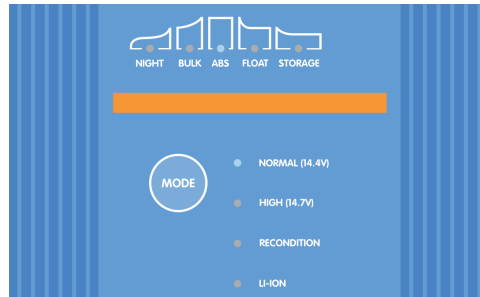 NIGHT BULK ABS FLOAT STORAGE
MODE
NORMAL (14.4V)
HIGH (14.7V)
RECONDITION
LI-ION